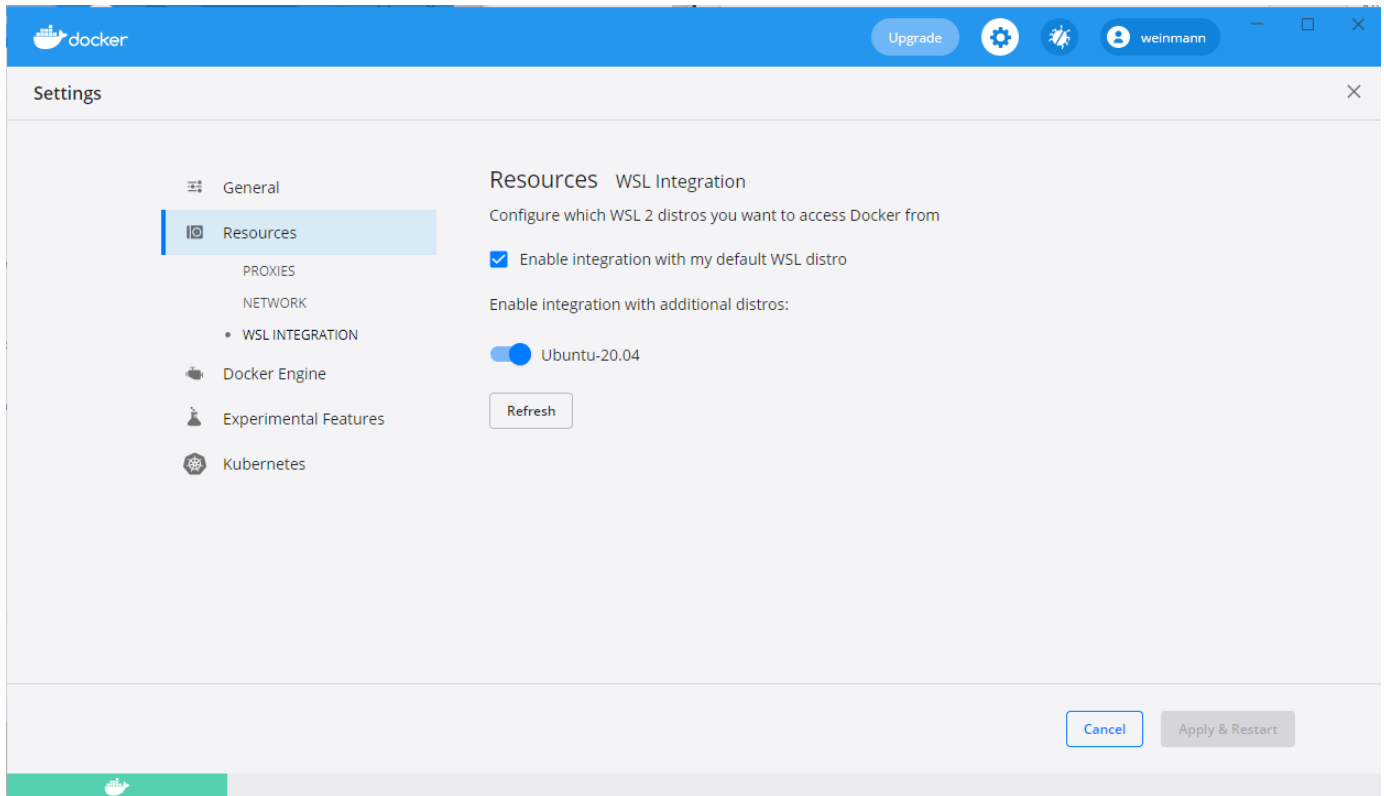 docker
Upgrade
weinmann
Settings
General
Resources
PROXIES
NETWORK
WSL INTEGRATION
Docker Engine
Experimental Features
Kubernetes
Resources WSL Integration
Configure which WSL 2 distros you want to access Docker from
Enable integration with my default WSL distro
Enable integration with additional distros:
Ubuntu-20.04
Refresh
Cancel
Apply & Restart